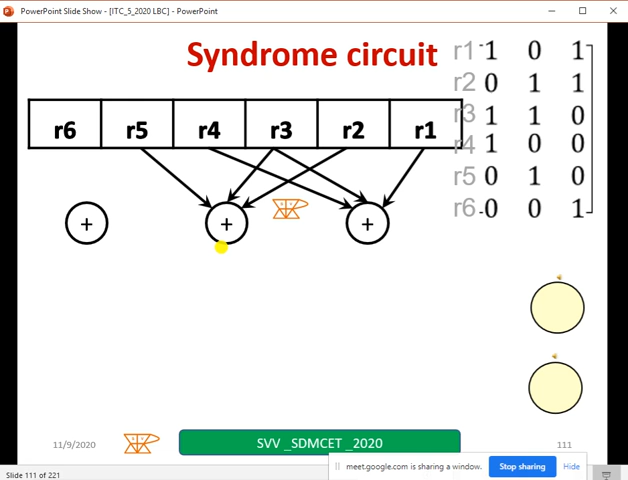 PowerPoint Slide Show - [ITC_5_2020 LBC] - PowerPoint
Syndrome circuit
r6 r5 r4 r3 r2 r1
r1 1 0 1
r2 0 1 1
r3 1 1 0
r4 1 0 0
r5 0 1 0
r6 0 0 1
+ + +
11/9/2020
SVV _SDMCET _2020
111
meet.google.com is sharing a window. Stop sharing Hide
Slide 111 of 221